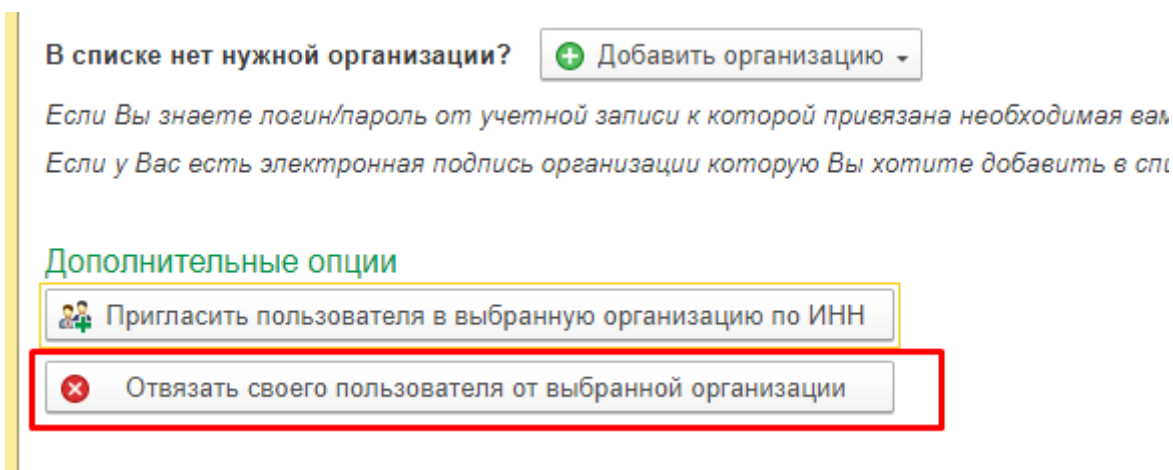 В списке нет нужной организации? Добавить организацию
Если Вы знаете логин/пароль от учетной записи к которой привязана необходимая вам
Если у Вас есть электронная подпись организации которую Вы хотите добавить в
Дополнительные опции
Пригласить пользователя в выбранную организацию по ИНН
Отвязать своего пользователя от выбранной организации